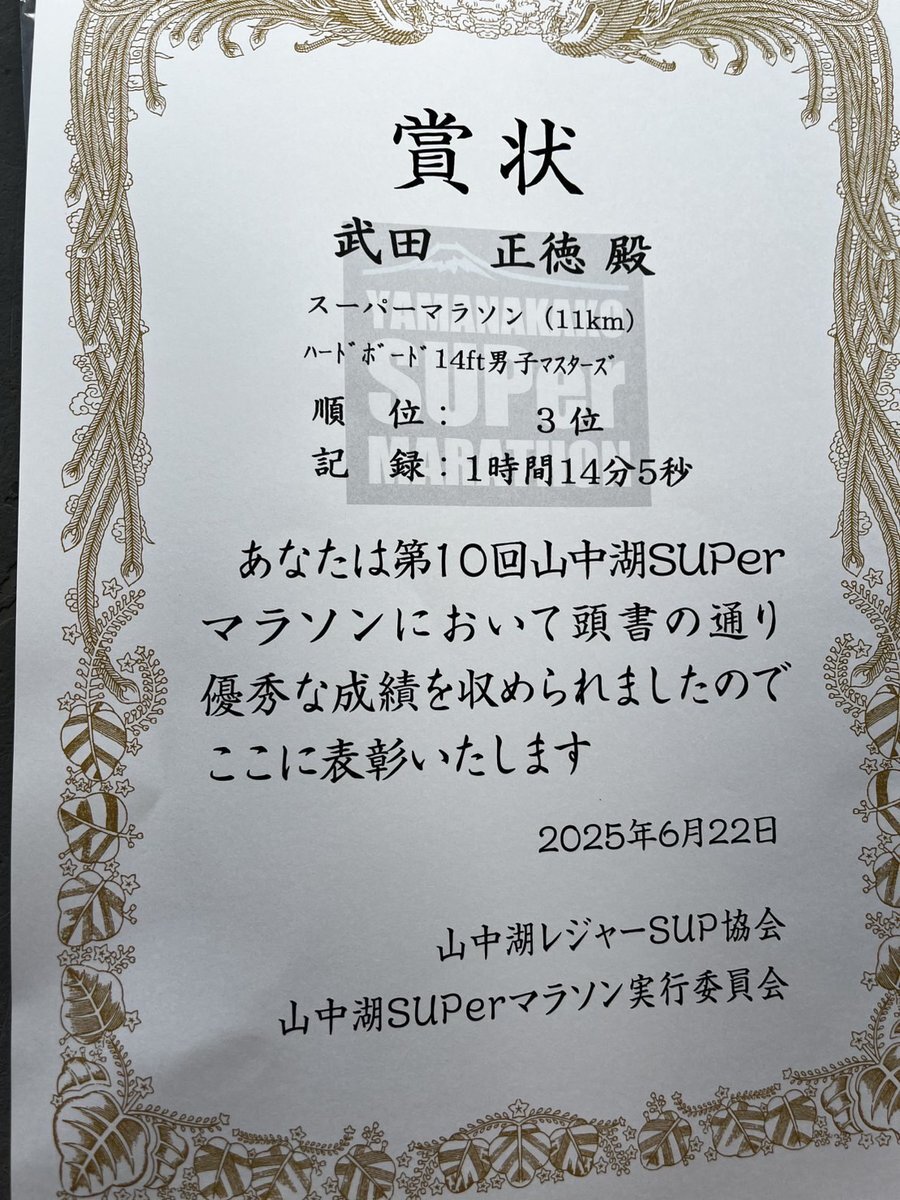 賞状
武田 正徳 殿
スーパーマラソン（11km）
ﾊｰﾄﾞﾎﾞｰﾄﾞ14ft男子ﾏｽﾀｰｽﾞ
順 位： 3位
記 録：1時間14分5秒
YAMANAKAKO
SUPer
MARATHON
あなたは第10回山中湖SUPer
マラソンにおいて頭書の通り
優秀な成績を収められましたので
ここに表彰いたします
2025年6月22日
山中湖レジャーSUP協会
山中湖SUPerマラソン実行委員会